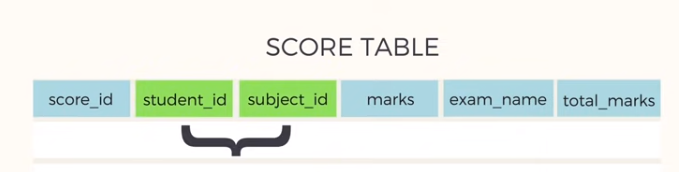 SCORE TABLE
score_id student_id subject_id marks exam_name total_marks